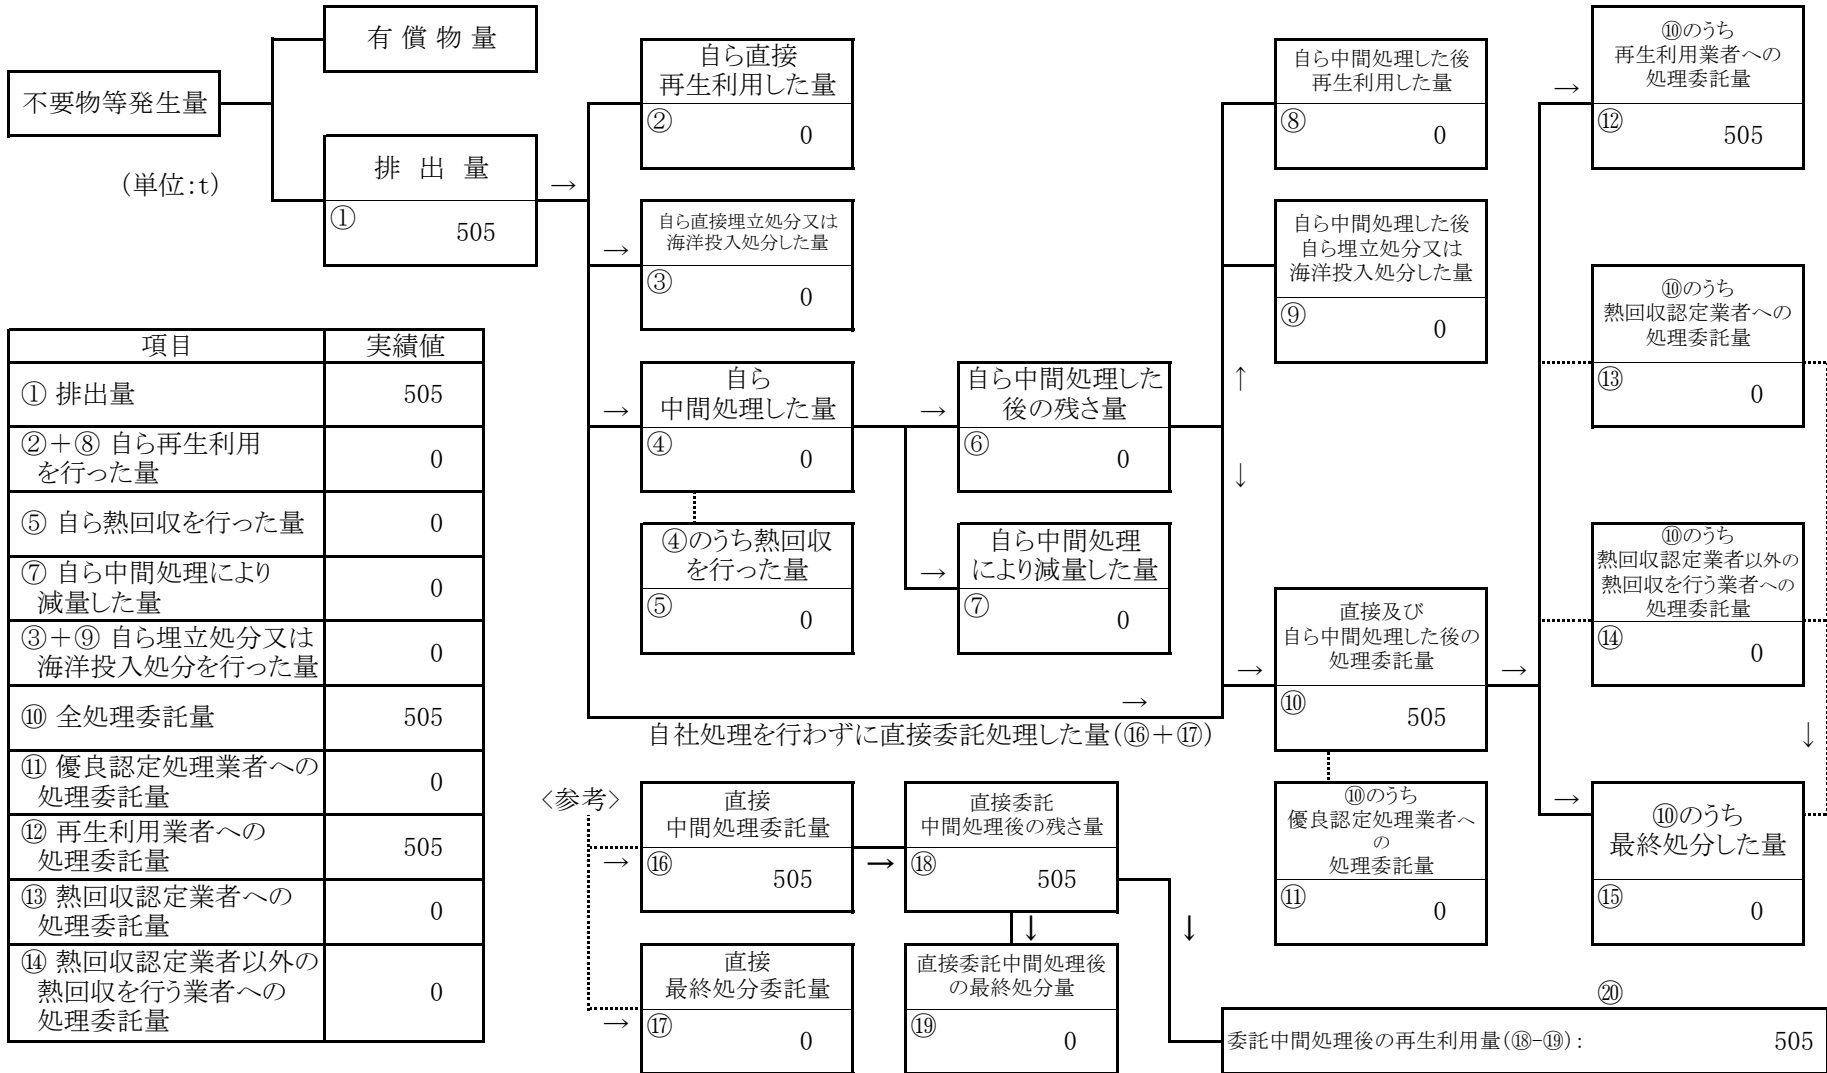 有 償 物 量
不要物等発生量
(単位:t)
排 出 量
→
①
505
自ら直接
再生利用した量
②
0
→
自ら直接埋立処分又は
海洋投入処分した量
③
0
→
自ら
中間処理した量
④
0
④のうち熱回収
を行った量
⑤
0
→
自ら中間処理した
後の残さ量
⑥
0
→
自ら中間処理
により減量した量
⑦
0
→
自社処理を行わずに直接委託処理した量(⑯+⑰)
自ら中間処理した後
再生利用した量
⑧
0
自ら中間処理した後
自ら埋立処分又は
海洋投入処分した量
⑨
0
↑
↓
→
直接及び
自ら中間処理した後の
処理委託量
⑩
505
→
⑩のうち
優良認定処理業者へ
の
処理委託量
⑪
0
→
⑩のうち
再生利用業者への
処理委託量
⑫
505
⑩のうち
熱回収認定業者への
処理委託量
⑬
0
⑩のうち
熱回収認定業者以外の
熱回収を行う業者への
処理委託量
⑭
0
↓
→
⑩のうち
最終処分した量
⑮
0
項目 実績値
① 排出量 505
②+⑧ 自ら再生利用
を行った量 0
⑤ 自ら熱回収を行った量 0
⑦ 自ら中間処理により
減量した量 0
③+⑨ 自ら埋立処分又は
海洋投入処分を行った量 0
⑩ 全処理委託量 505
⑪ 優良認定処理業者への
処理委託量 0
⑫ 再生利用業者への
処理委託量 505
⑬ 熱回収認定業者への
処理委託量 0
⑭ 熱回収認定業者以外の
熱回収を行う業者への
処理委託量 0
〈参考〉
→
直接
中間処理委託量
⑯
505
→
直接委託
中間処理後の残さ量
⑱
505
↓
↓
→
直接
最終処分委託量
⑰
0
直接委託中間処理後
の最終処分量
⑲
0
⑳
委託中間処理後の再生利用量(⑱-⑲): 505